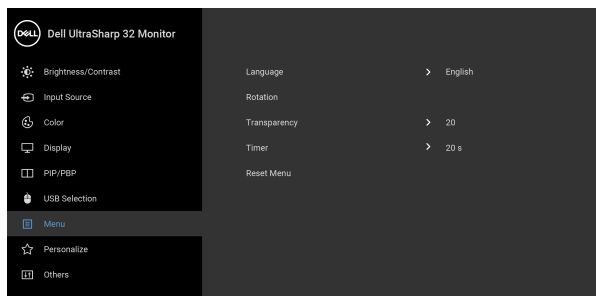 DELL Dell UltraSharp 32 Monitor
Brightness/Contrast
Language English
Input Source
Rotation
Color
Transparency 20
Display
Timer 20 s
PIP/PBP
Reset Menu
USB Selection
Menu
Personalize
Others